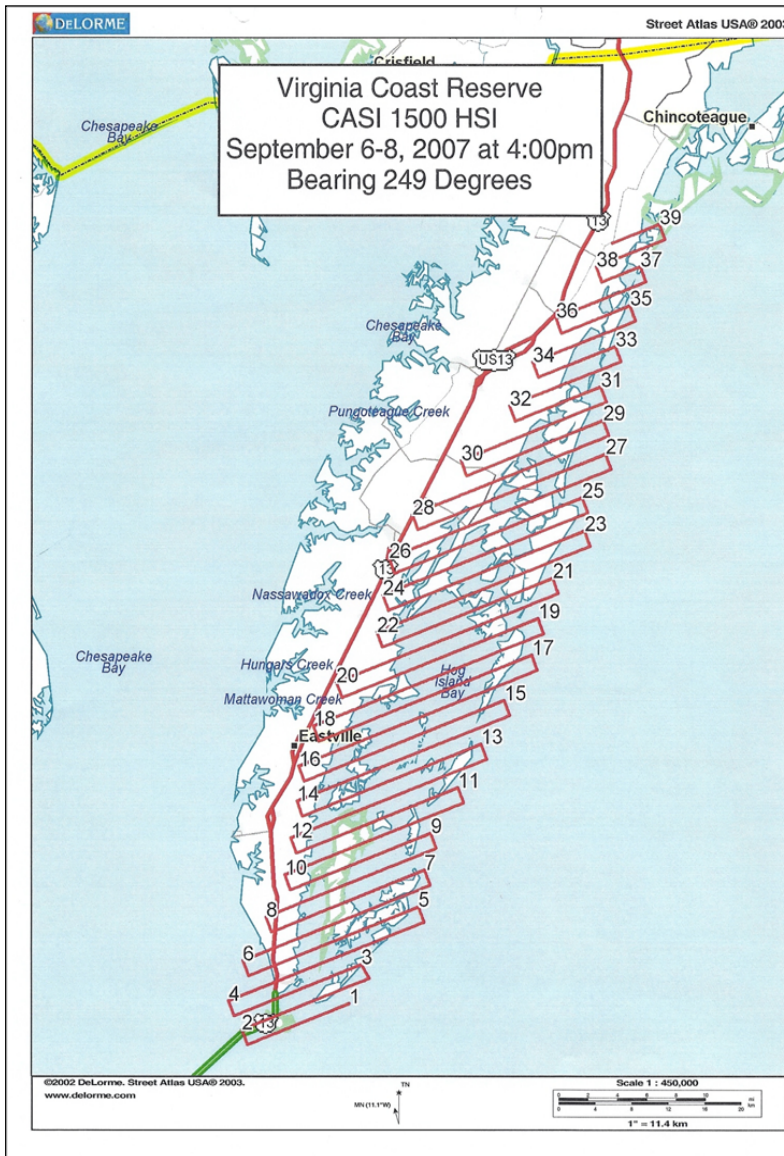 DELORME
Street Atlas USA® 2003
Crisfield
Virginia Coast Reserve
CASI 1500 HSI
September 6-8, 2007 at 4:00pm
Bearing 249 Degrees
Chesapeake
Bay
Chincoteague
13
39
38
37
36
35
Chesapeake
Bay
US13
34
33
32
31
Pungoteague Creek
30
29
28
27
26
25
13
24
23
Nassawadox Creek
22
21
20
19
Chesapeake
Bay
Hungars Creek
Hog
Island
Bay
Mattawoman Creek
18
17
Eastville
16
15
14
13
12
11
10
9
8
7
6
5
4
3
2
13
1
©2002 DeLorme. Street Atlas USA® 2003.
www.delorme.com
TN
MN (11.1°W)
Scale 1 : 450,000
mi
km
1" = 11.4 km